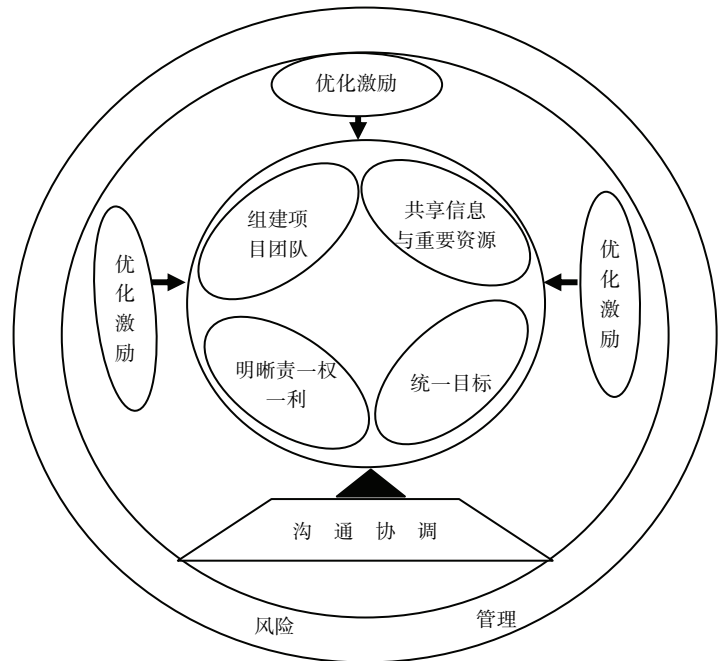 优化激励
组建项
目团队
共享信息
与重要资源
优
化
激
励
优
化
激
励
明晰责一权
一利
统一目标
沟 通 协 调
风险
管理